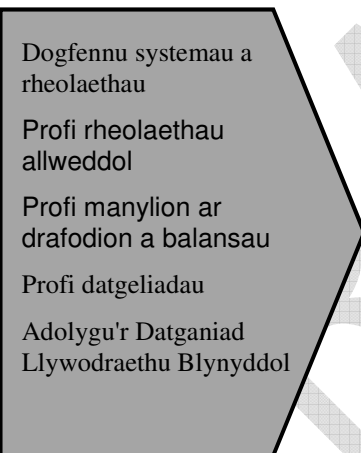 Dogfennu systemau a
rheolaethau
Profi rheolaethau
allweddol
Profi manylion ar
drafodion a balansau
Profi datgeliadau
Adolygu'r Datganiad
Llywodraethu Blynyddol